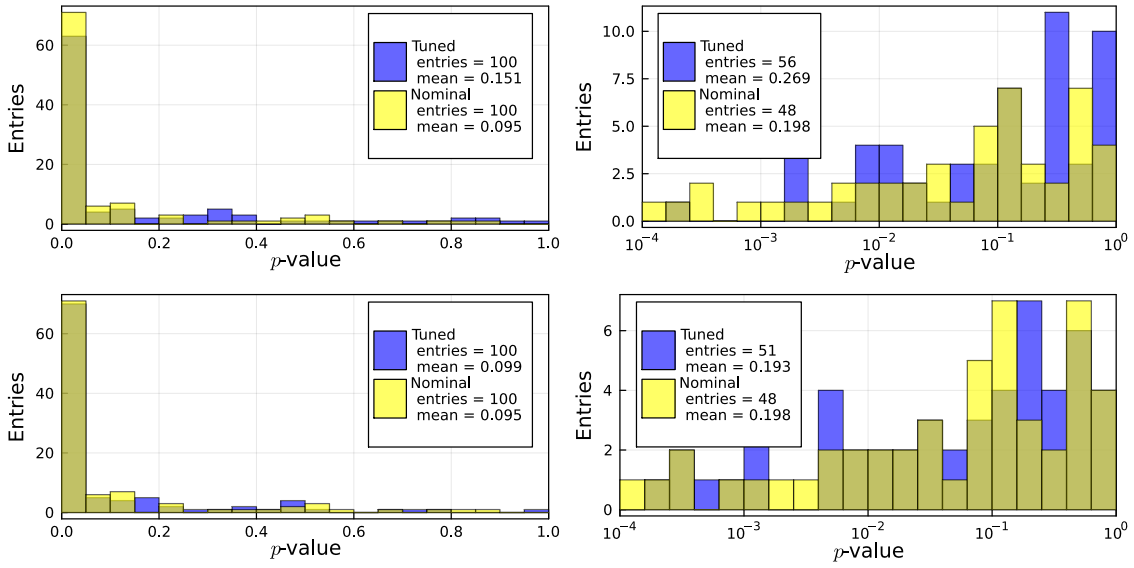 Entries
60
40
20
0
Tuned
entries = 100
mean = 0.151
Nominal
entries = 100
mean = 0.095
0.0 0.2 0.4 0.6 0.8 1.0
p-value
Entries
10.0
7.5
5.0
2.5
0.0
Tuned
entries = 56
mean = 0.269
Nominal
entries = 48
mean = 0.198
10⁻⁴ 10⁻³ 10⁻² 10⁻¹ 10⁰
p-value
Entries
60
40
20
0
Tuned
entries = 100
mean = 0.099
Nominal
entries = 100
mean = 0.095
0.0 0.2 0.4 0.6 0.8 1.0
p-value
Entries
6
4
2
0
Tuned
entries = 51
mean = 0.193
Nominal
entries = 48
mean = 0.198
10⁻⁴ 10⁻³ 10⁻² 10⁻¹ 10⁰
p-value